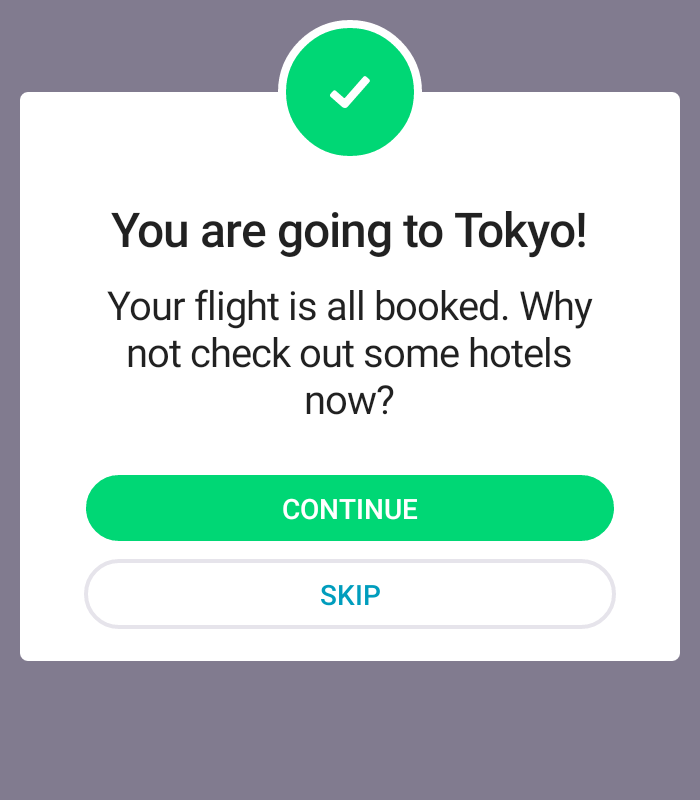 You are going to Tokyo!
Your flight is all booked. Why
not check out some hotels
now?
CONTINUE
SKIP